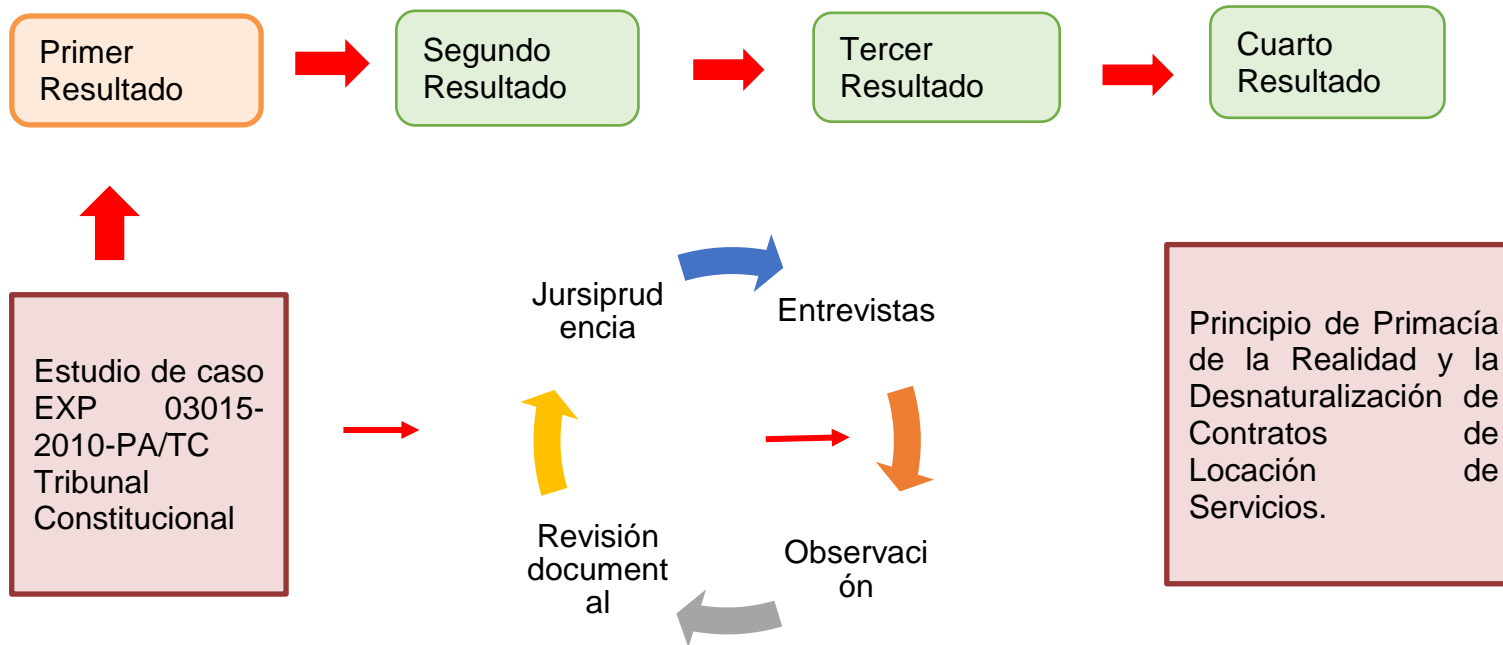 Primer
Resultado
Segundo
Resultado
Tercer
Resultado
Cuarto
Resultado
Estudio de caso
EXP 03015-
2010-PA/TC
Tribunal
Constitucional
Jursiprud
encia
Entrevistas
Observaci
ón
Revisión
document
al
Principio de Primacía
de la Realidad y la
Desnaturalización de
Contratos de
Locación de
Servicios.